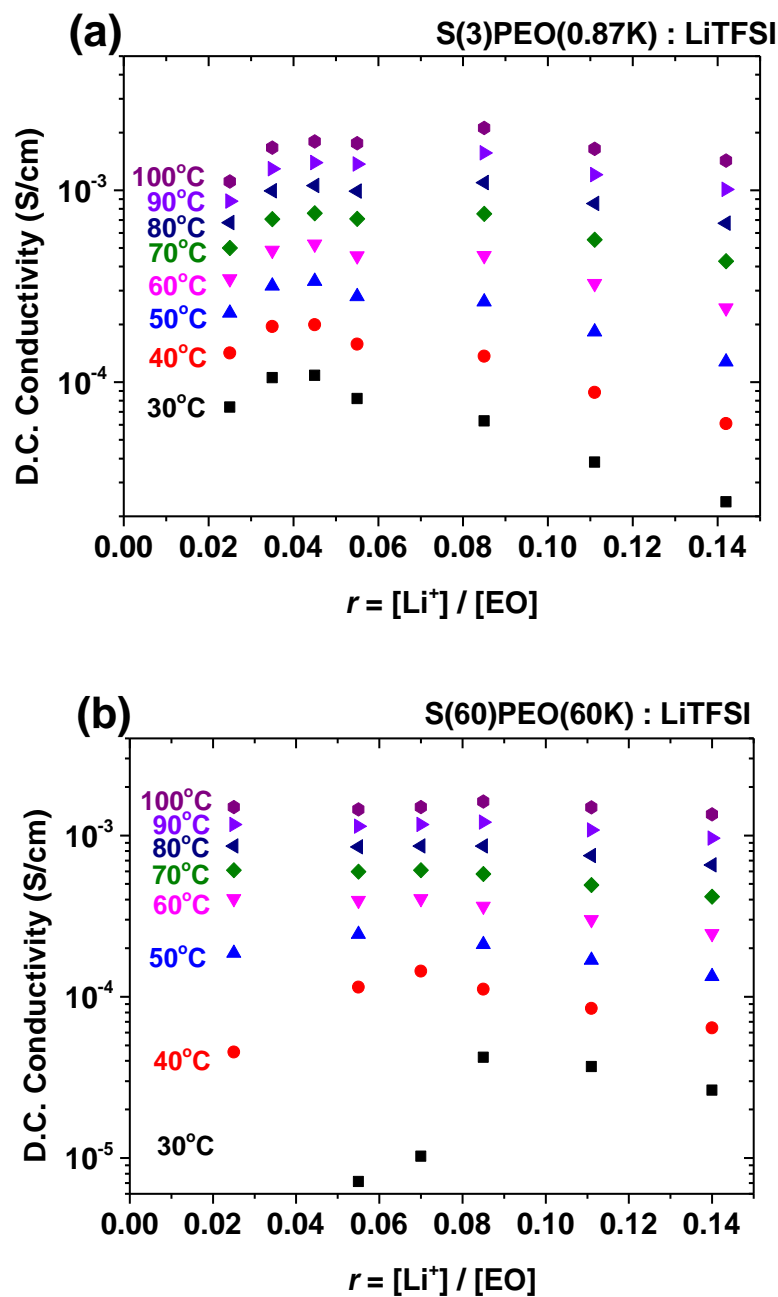 (a)
S(3)PEO(0.87K) : LiTFSI
D.C. Conductivity (S/cm)
10⁻³
10⁻⁴
100°C
90°C
80°C
70°C
60°C
50°C
40°C
30°C
0.00 0.02 0.04 0.06 0.08 0.10 0.12 0.14
r = [Li⁺] / [EO]
(b)
S(60)PEO(60K) : LiTFSI
D.C. Conductivity (S/cm)
10⁻³
10⁻⁴
10⁻⁵
100°C
90°C
80°C
70°C
60°C
50°C
40°C
30°C
0.00 0.02 0.04 0.06 0.08 0.10 0.12 0.14
r = [Li⁺] / [EO]